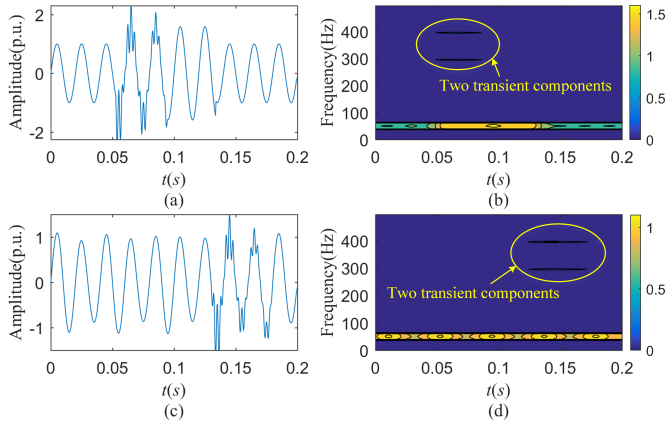 Amplitude(p.u.)
2
0
-2
0 0.05 0.1 0.15 0.2
t(s)
(a)
Frequency(Hz)
400
300
200
100
0
Two transient components
0 0.05 0.1 0.15 0.2
t(s)
(b)
1.5
1
0.5
0
Amplitude(p.u.)
1
0
-1
0 0.05 0.1 0.15 0.2
t(s)
(c)
Frequency(Hz)
400
300
200
100
0
Two transient components
0 0.05 0.1 0.15 0.2
t(s)
(d)
1
0.5
0